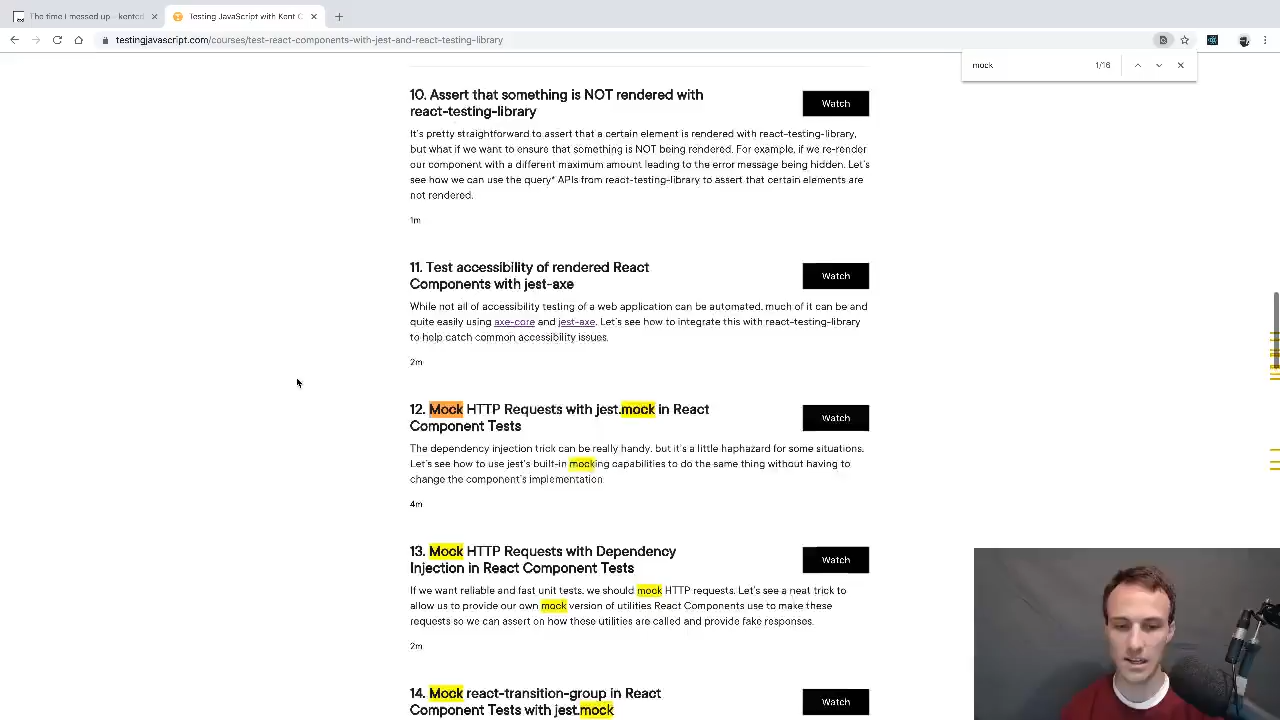 The time I messed up - kentcd
Testing JavaScript with Kent C
testingjavascript.com/courses/test-react-components-with-jest-and-react-testing-library
mock
1/16
10. Assert that something is NOT rendered with
react-testing-library
Watch
It's pretty straightforward to assert that a certain element is rendered with react-testing-library,
but what if we want to ensure that something is NOT being rendered. For example, if we re-render
our component with a different maximum amount leading to the error message being hidden. Let's
see how we can use the query* APIs from react-testing-library to assert that certain elements are
not rendered.
1m
11. Test accessibility of rendered React
Components with jest-axe
Watch
While not all of accessibility testing of a web application can be automated, much of it can be and
quite easily using axe-core and jest-axe. Let's see how to integrate this with react-testing-library
to help catch common accessibility issues.
2m
12. Mock HTTP Requests with jest.mock in React
Component Tests
Watch
The dependency injection trick can be really handy, but it's a little haphazard for some situations.
Let's see how to use jest's built-in mocking capabilities to do the same thing without having to
change the component's implementation
4m
13. Mock HTTP Requests with Dependency
Injection in React Component Tests
Watch
If we want reliable and fast unit tests, we should mock HTTP requests. Let's see a neat trick to
allow us to provide our own mock version of utilities React Components use to make these
requests so we can assert on how these utilities are called and provide fake responses.
2m
14. Mock react-transition-group in React
Component Tests with jest.mock
Watch